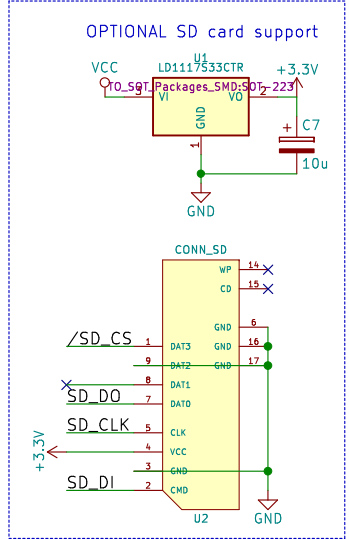 OPTIONAL SD card support
U1
LD1117S33CTR
VCC
+3.3V
TO_SOT_Packages_SMD:SOT-223
3 VI VO 2
GND
1
C7
+
10u
GND
CONN_SD
WP 14
CD 15
GND 6
/SD_CS 1 DAT3 GND 16
9 DAT2 GND 17
8 DAT1
SD_DO 7 DAT0
SD_CLK 5 CLK
+3.3V 4 VCC
3 GND
SD_DI 2 CMD
U2
GND